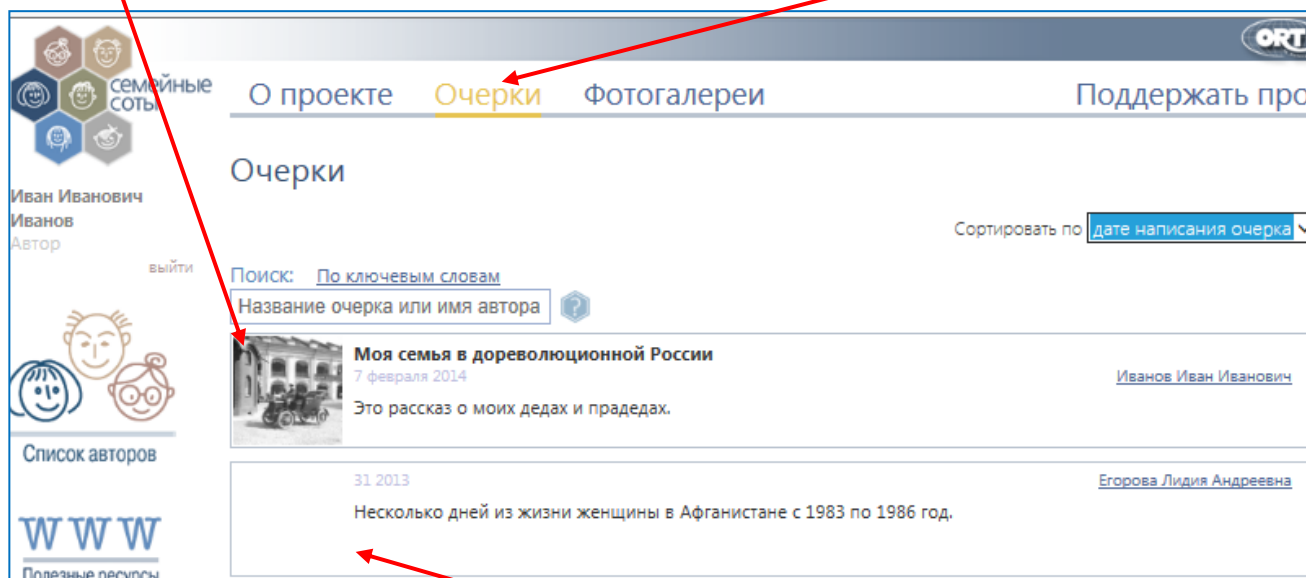 ORT
семейные
соты
О проекте Очерки Фотогалереи Поддержать про
Очерки
Иван Иванович
Иванов
Автор
выйти
Сортировать по дате написания очерка
Поиск: По ключевым словам
Название очерка или имя автора ?
Моя семья в дореволюционной России
7 февраля 2014
Иванов Иван Иванович
Это рассказ о моих дедах и прадедах.
Список авторов
31 2013
Егорова Лидия Андреевна
Несколько дней из жизни женщины в Афганистане с 1983 по 1986 год.
W W W
Полезные ресурсы